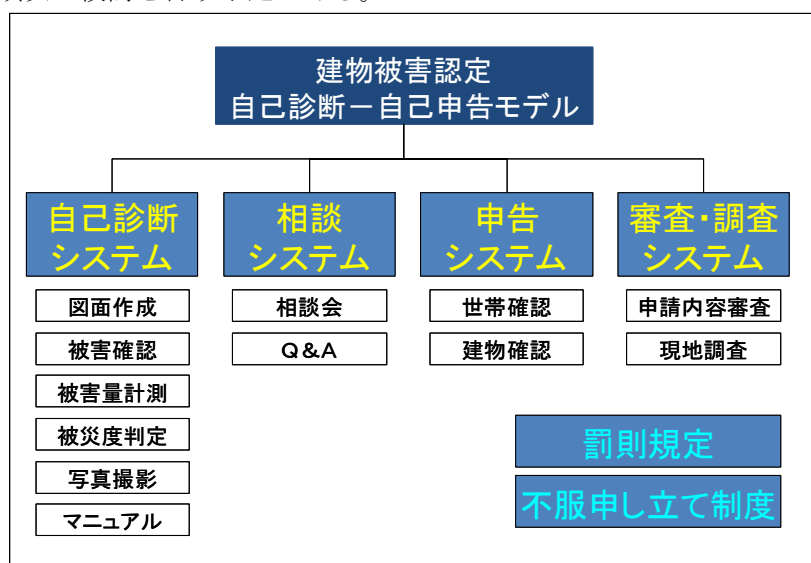 建物被害認定
自己診断－自己申告モデル
自己診断
システム
相談
システム
申告
システム
審査・調査
システム
図面作成
被害確認
被害量計測
被災度判定
写真撮影
マニュアル
相談会
Q&A
世帯確認
建物確認
申請内容審査
現地調査
罰則規定
不服申し立て制度